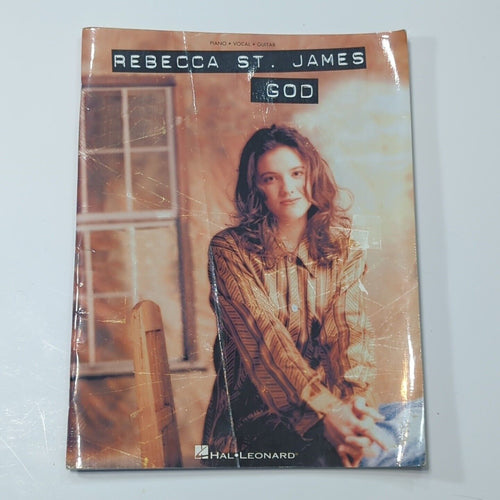 PIANO • VOCAL • GUITAR
REBECCA ST. JAMES
GOD
HAL•LEONARD®